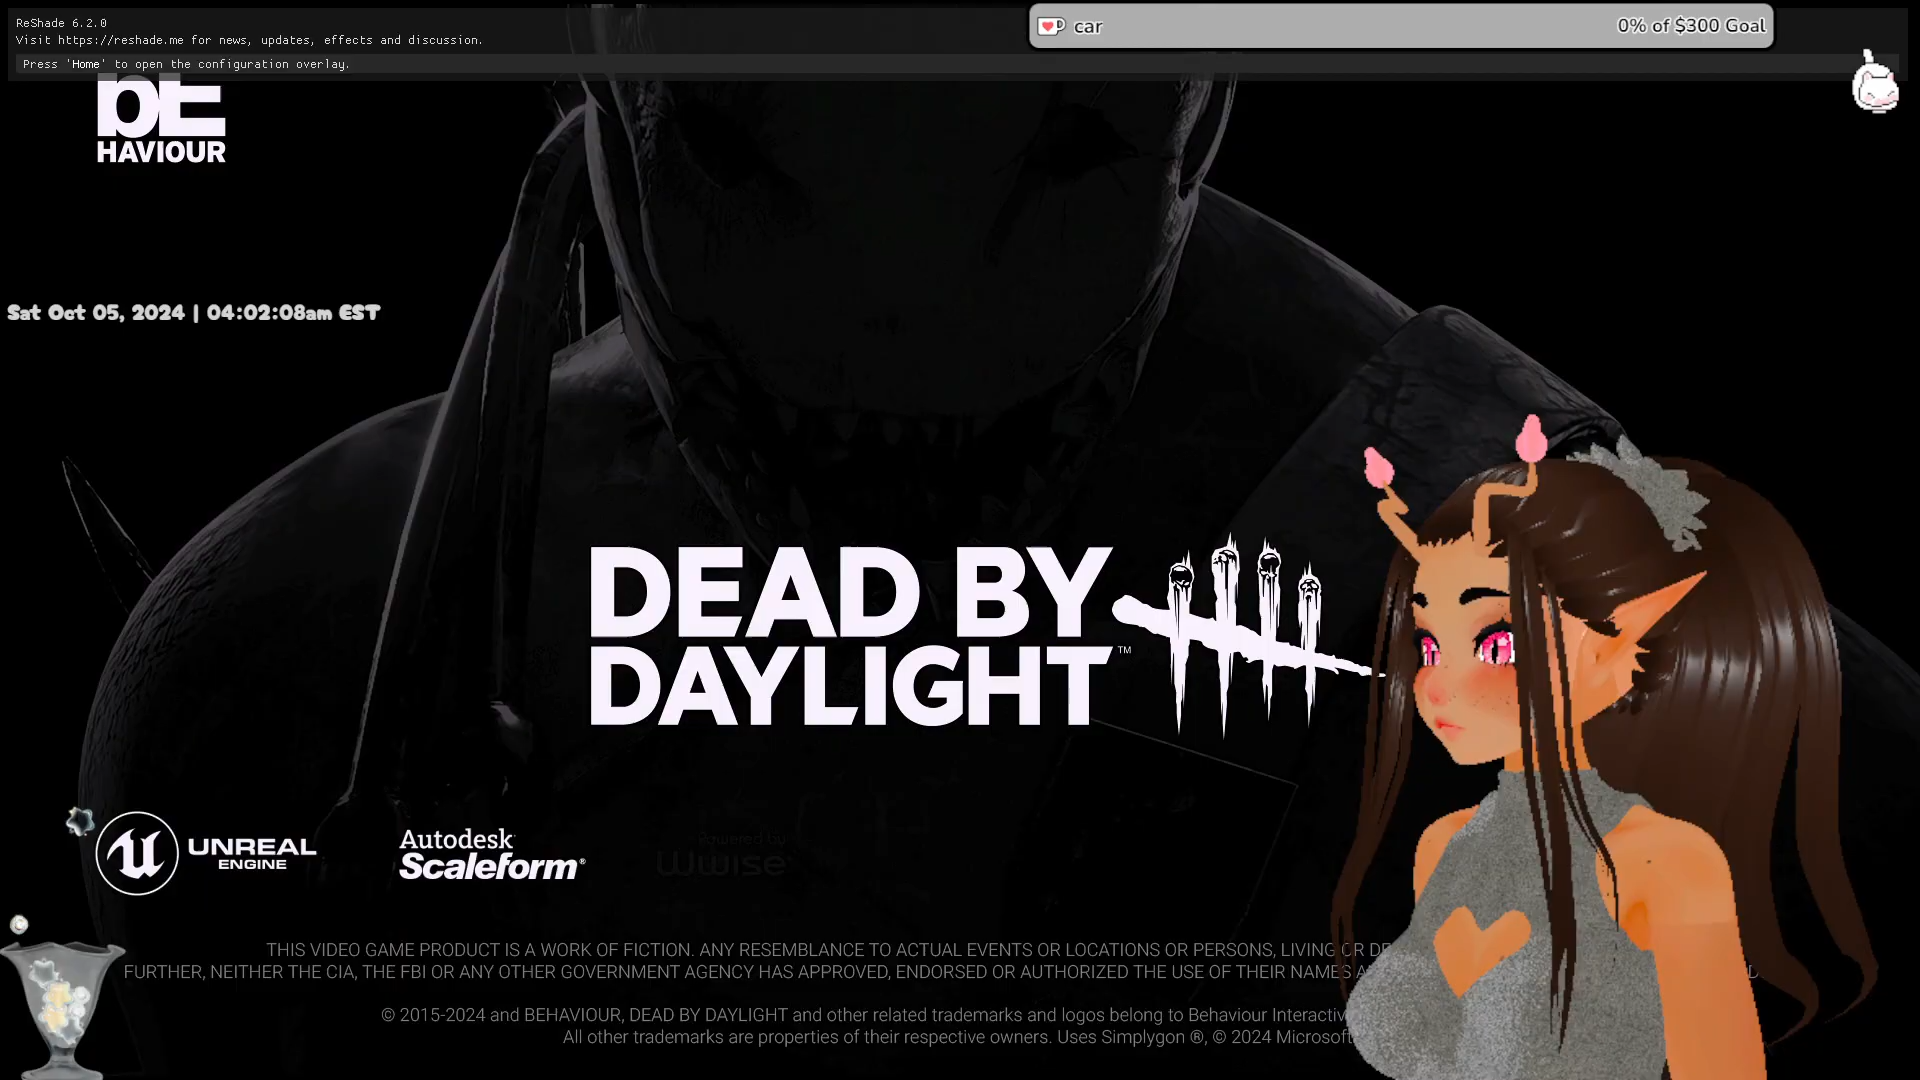 ReShade 6.2.0
Visit https://reshade.me for news, updates, effects and discussion.
Press 'Home' to open the configuration overlay.
car
0% of $300 Goal
bE
HAVIOUR
Sat Oct 05, 2024 | 04:02:08am EST
DEAD BY
DAYLIGHT™
UNREAL
ENGINE
Autodesk
Scaleform®
Powered by
Wwise
THIS VIDEO GAME PRODUCT IS A WORK OF FICTION. ANY RESEMBLANCE TO ACTUAL EVENTS OR LOCATIONS OR PERSONS, LIVING OR
FURTHER, NEITHER THE CIA, THE FBI OR ANY OTHER GOVERNMENT AGENCY HAS APPROVED, ENDORSED OR AUTHORIZED THE USE OF THEIR NAMES
© 2015-2024 and BEHAVIOUR, DEAD BY DAYLIGHT and other related trademarks and logos belong to Behaviour
All other trademarks are properties of their respective owners. Uses Simplygon ®, © 2024 Microsoft